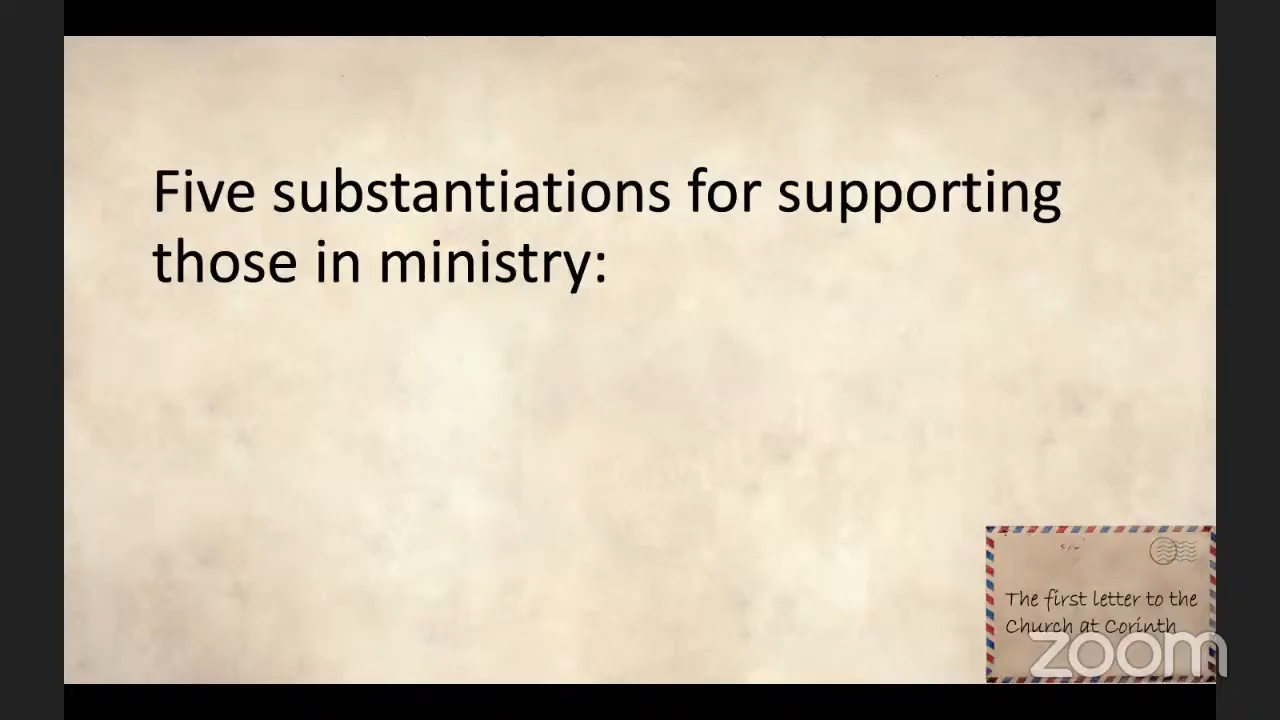 Five substantiations for supporting
those in ministry:
The first letter to the
Church at Corinth
zoom